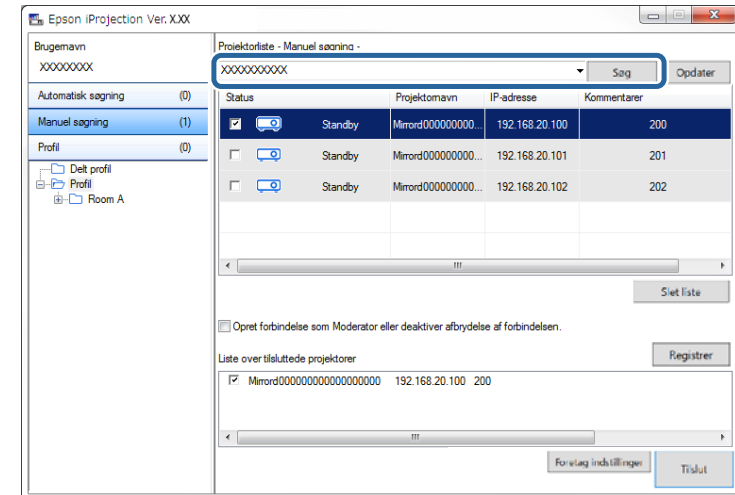 Epson iProjection Ver. X.XX
Brugernavn
XXXXXXXX
Automatisk søgning (0)
Manuel søgning (1)
Profil (0)
Delt profil
Profil
Room A
Projektorliste - Manuel søgning -
XXXXXXXXXX Søg Opdater
Status Projektornavn IP-adresse Kommentarer
Standby Mirrord000000000... 192.168.20.100 200
Standby Mirrord000000000... 192.168.20.101 201
Standby Mirrord000000000... 192.168.20.102 202
Slet liste
Opret forbindelse som Moderator eller deaktiver afbrydelse af forbindelsen.
Liste over tilsluttede projektorer Registrer
Mirrord000000000000000000 192.168.20.100 200
Foretag indstillinger Tilslut